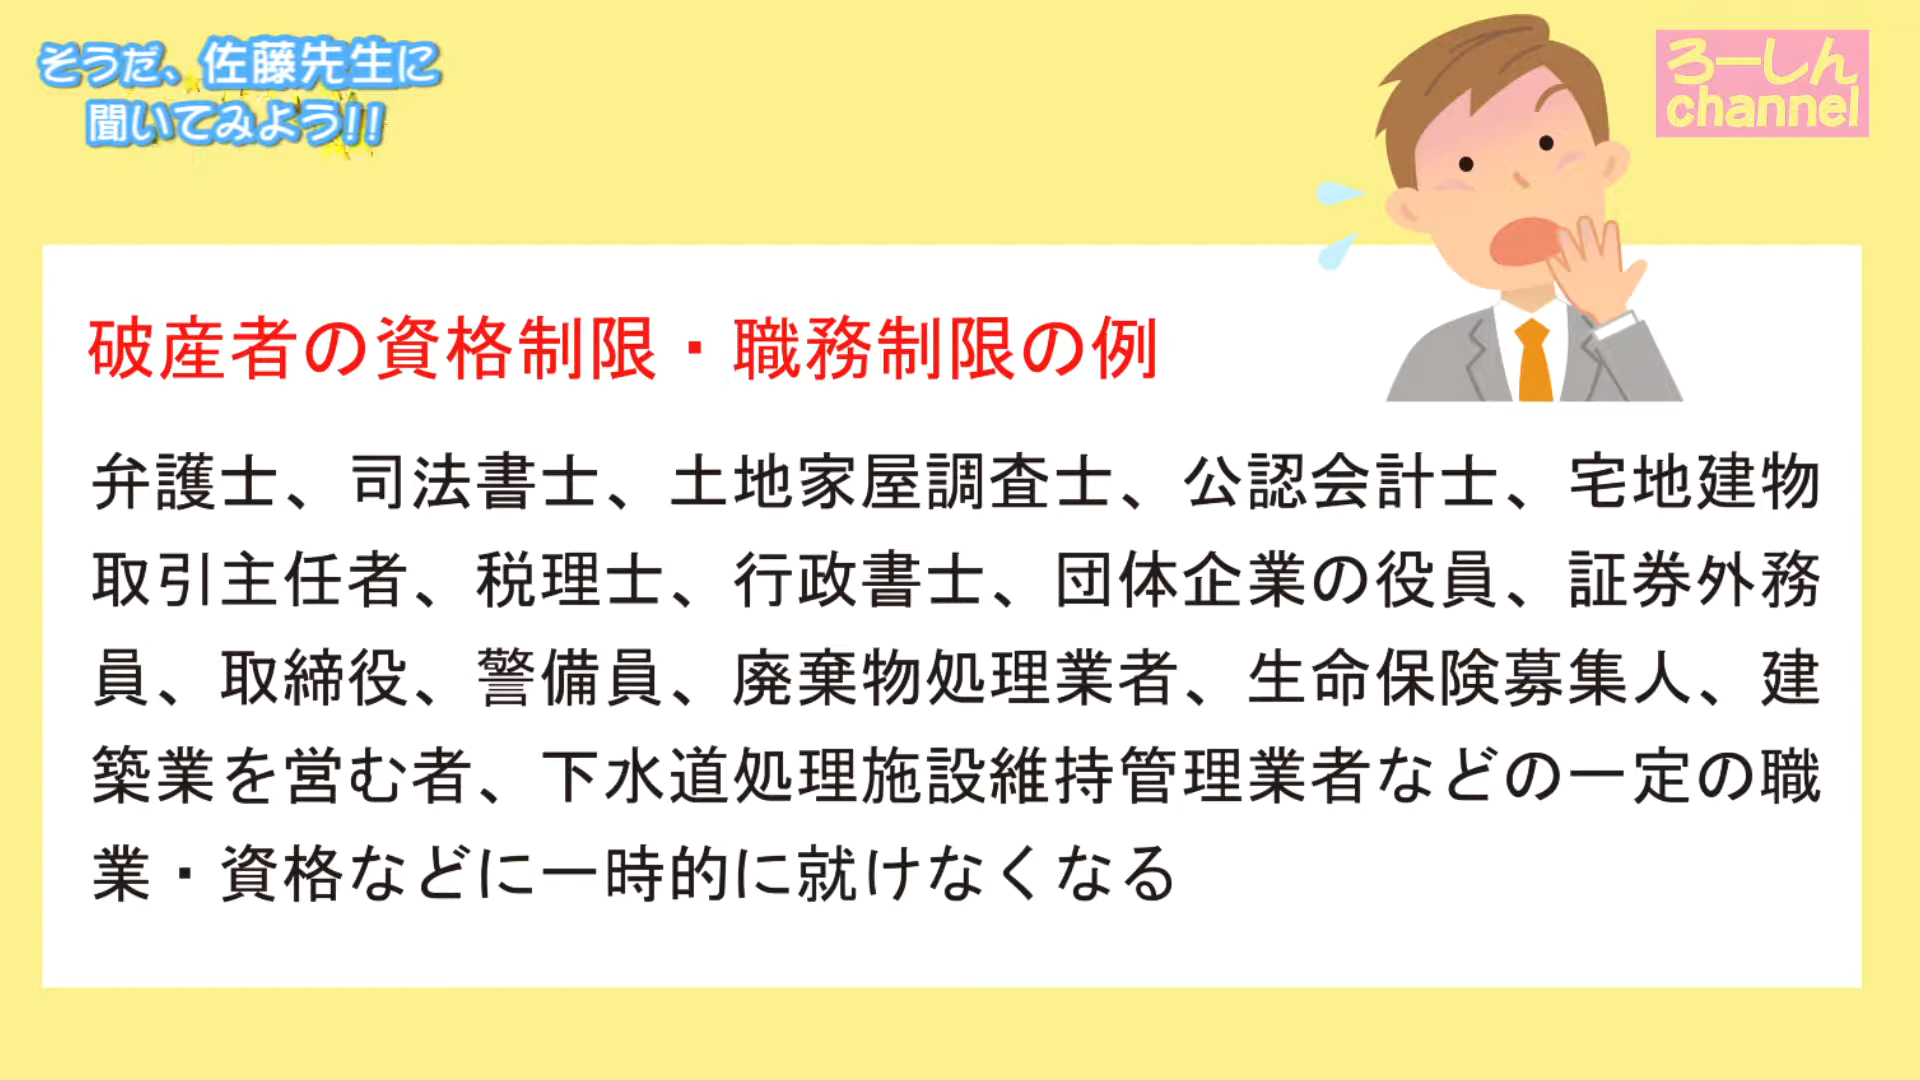 そうだ、佐藤先生に
聞いてみよう!!
ろーしん
channel
破産者の資格制限・職務制限の例
弁護士、司法書士、土地家屋調査士、公認会計士、宅地建物
取引主任者、税理士、行政書士、団体企業の役員、証券外務
員、取締役、警備員、廃棄物処理業者、生命保険募集人、建
築業を営む者、下水道処理施設維持管理業者などの一定の職
業・資格などに一時的に就けなくなる